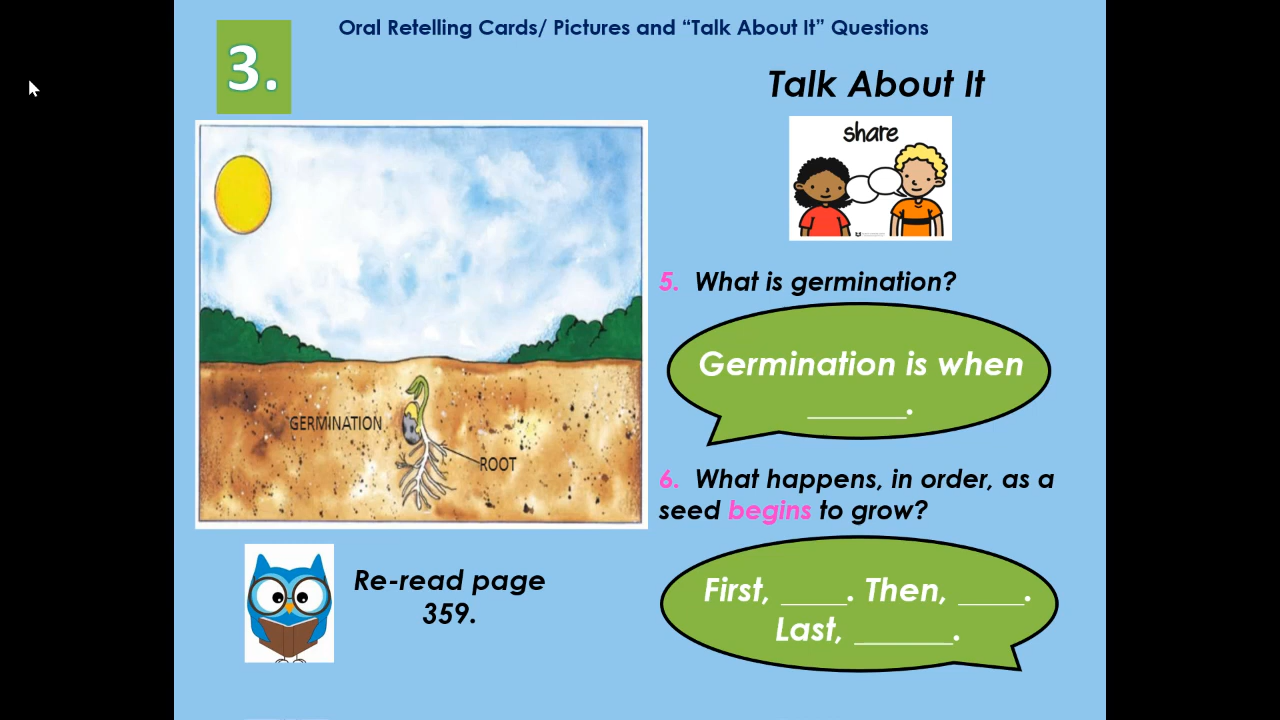 Oral Retelling Cards/ Pictures and “Talk About It” Questions
3.
Talk About It
share
GERMINATION
ROOT
5. What is germination?
Germination is when
______.
6. What happens, in order, as a
seed begins to grow?
First, ____. Then, ____.
Last, ______.
Re-read page
359.